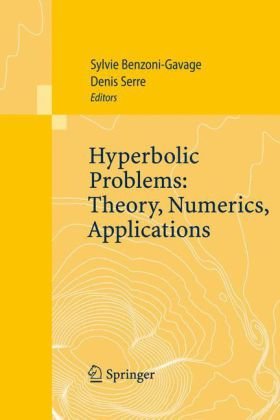 Sylvie Benzoni-Gavage
Denis Serre
Editors
Hyperbolic
Problems:
Theory, Numerics,
Applications
Springer